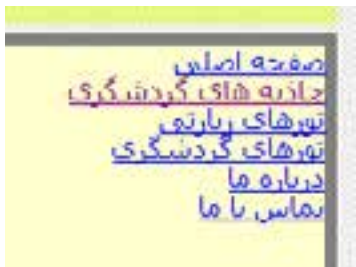 صفحه اصلی
جاذبه های گردشگری
تورهای زیارتی
تورهای گردشگری
درباره ما
تماس با ما